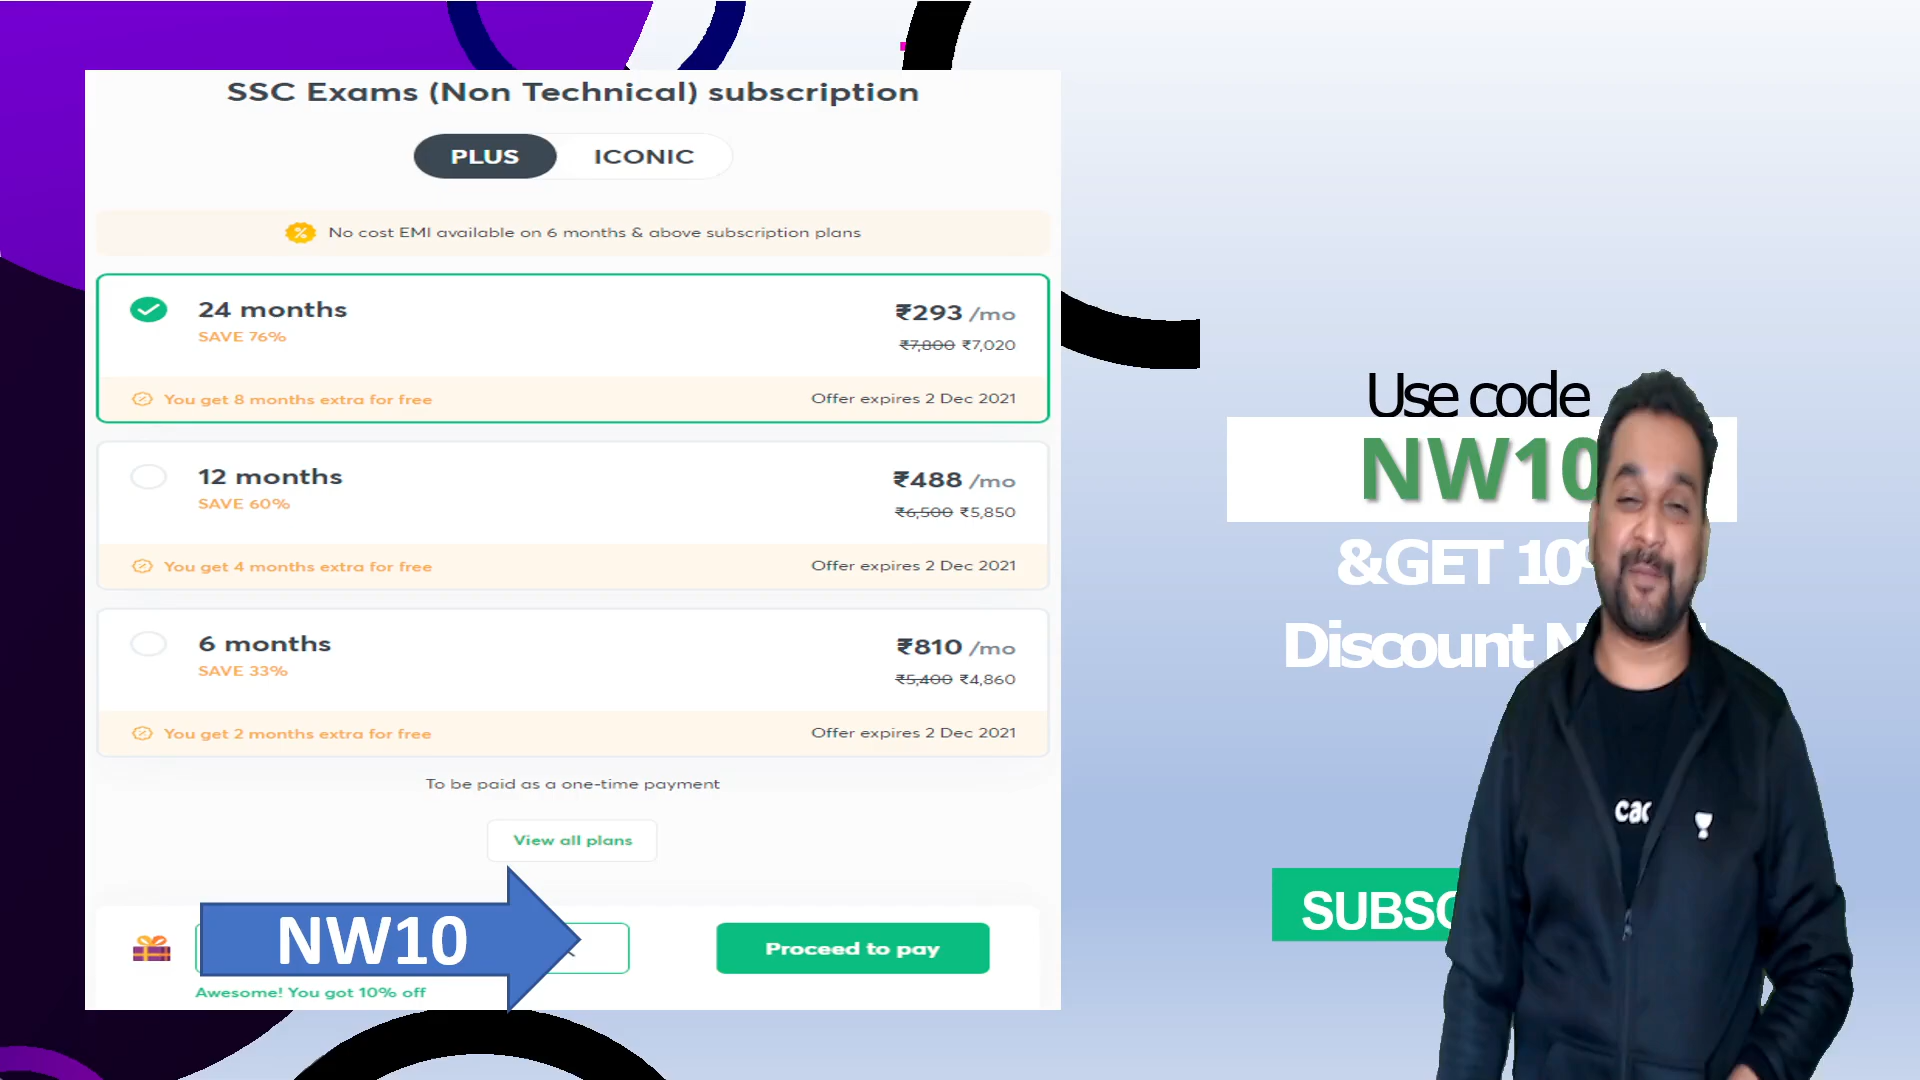 SSC Exams (Non Technical) subscription
PLUS ICONIC
No cost EMI available on 6 months & above subscription plans
24 months ₹293 /mo
SAVE 76% ₹7,800 ₹7,020
You get 8 months extra for free Offer expires 2 Dec 2021
12 months ₹488 /mo
SAVE 60% ₹6,500 ₹5,850
You get 4 months extra for free Offer expires 2 Dec 2021
6 months ₹810 /mo
SAVE 33% ₹5,400 ₹4,860
You get 2 months extra for free Offer expires 2 Dec 2021
To be paid as a one-time payment
View all plans
NW10
Proceed to pay
Awesome! You got 10% off
Use code
NW10
&GET 10%
Discount